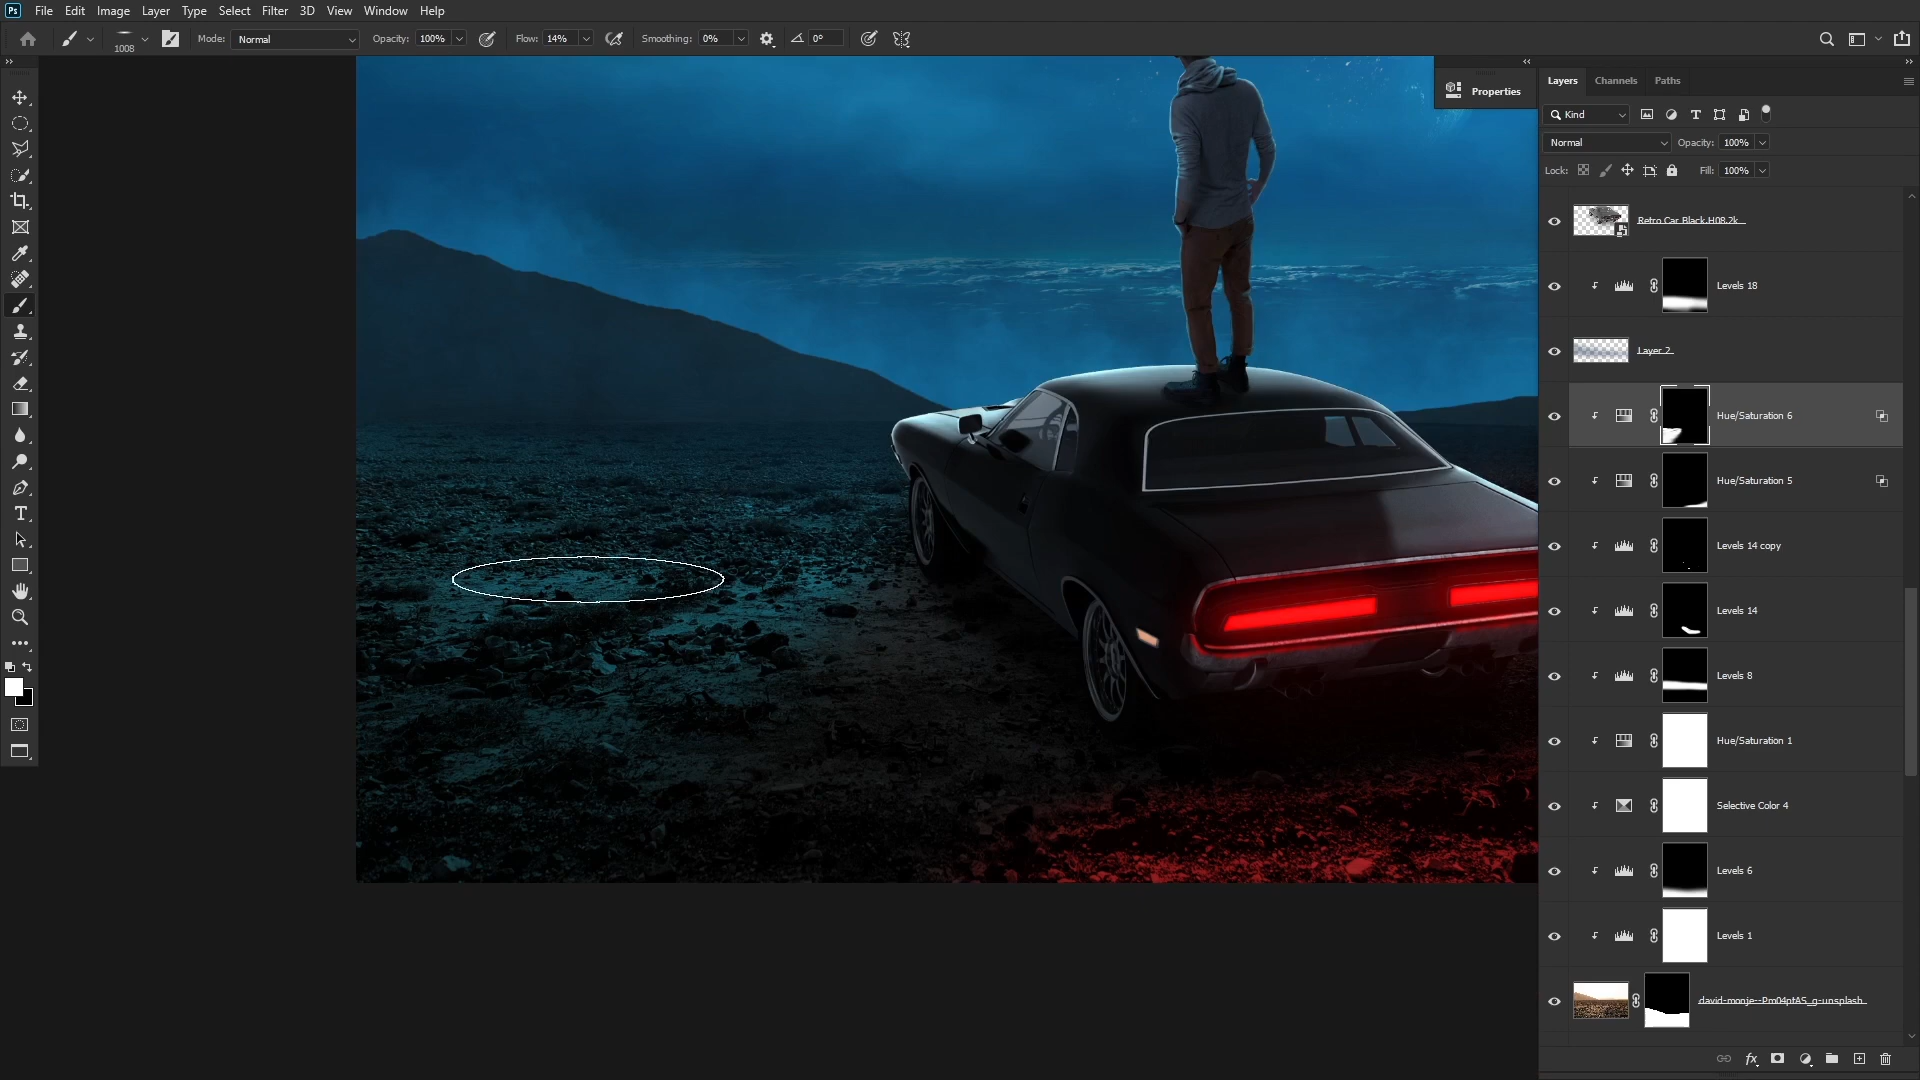 Ps File Edit Image Layer Type Select Filter 3D View Window Help
1008 Mode: Normal Opacity: 100% Flow: 14% Smoothing: 0% 0°
Properties
Layers Channels Paths
Kind
Normal Opacity: 100%
Lock: Fill: 100%
Retro Car Black.H08.2k
Levels 18
Layer 2
Hue/Saturation 6
Hue/Saturation 5
Levels 14 copy
Levels 14
Levels 8
Hue/Saturation 1
Selective Color 4
Levels 6
Levels 1
david-monje--Pm04ptAS_g-unsplash
fx